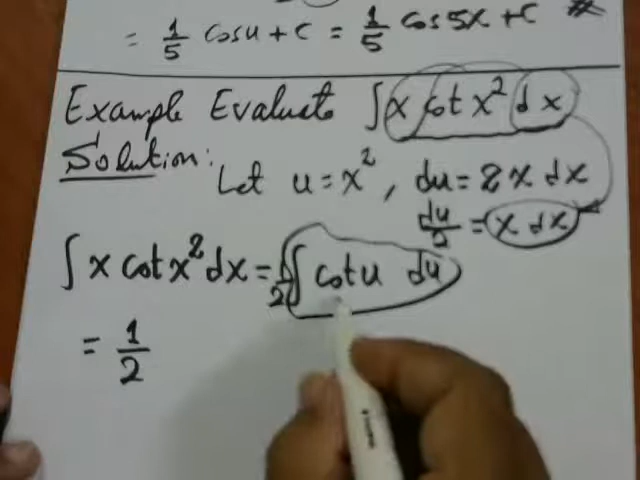 = 1/5 cos u + c = 1/5 cos 5x + c #
Example Evaluate ∫ x cot x² dx
Solution:
Let u = x², du = 2x dx
du/2 = x dx
∫ x cot x² dx = 1/2 ∫ cot u du
= 1/2